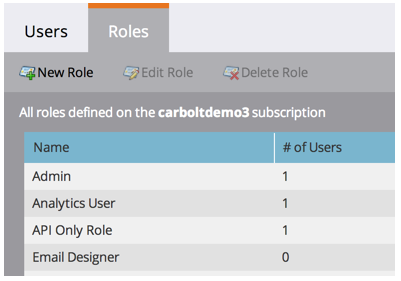 Users Roles
New Role Edit Role Delete Role
All roles defined on the carboltdemo3 subscription
Name # of Users
Admin 1
Analytics User 1
API Only Role 1
Email Designer 0